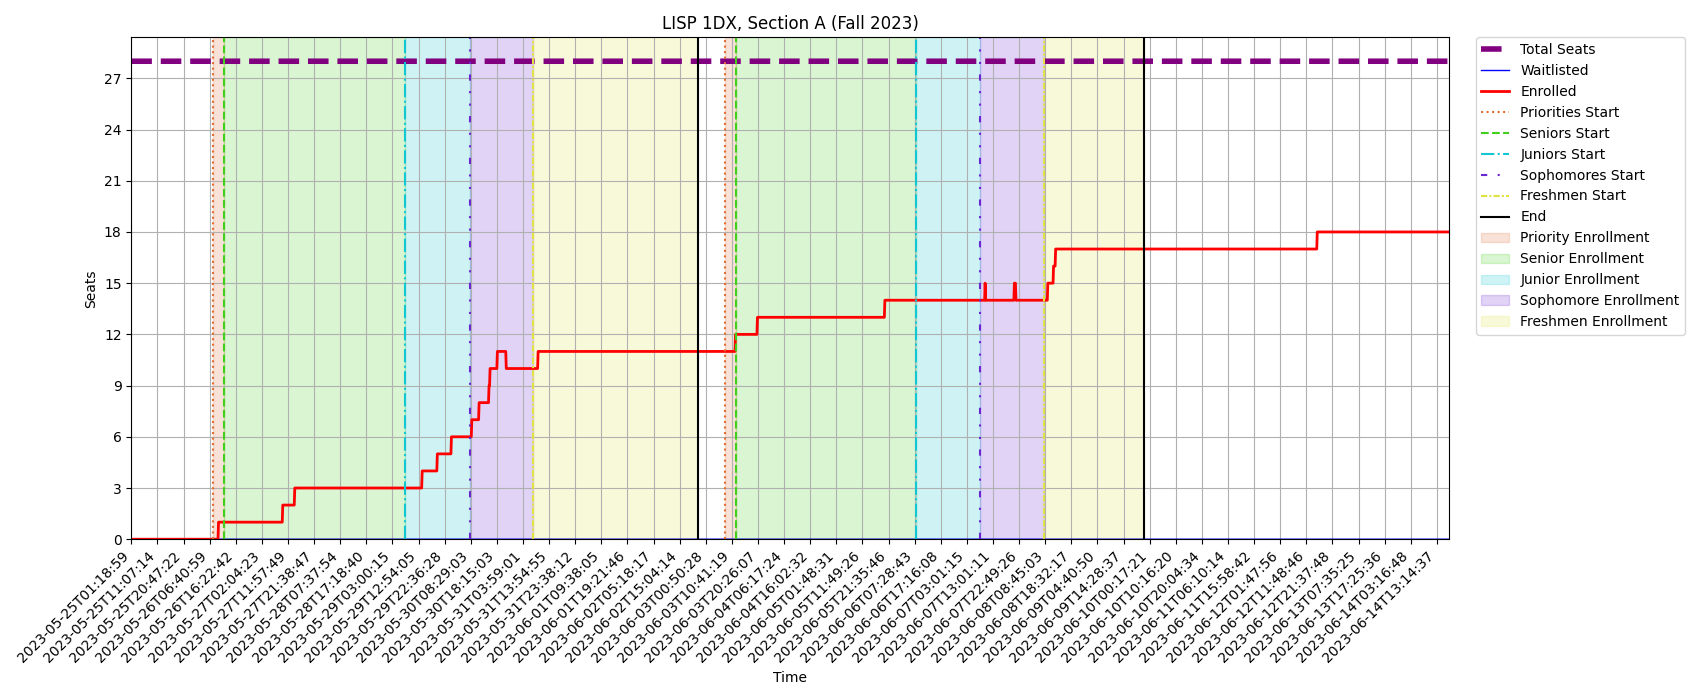 LISP 1DX, Section A (Fall 2023)
Total Seats
Waitlisted
Enrolled
Priorities Start
Seniors Start
Juniors Start
Sophomores Start
Freshmen Start
End
Priority Enrollment
Senior Enrollment
Junior Enrollment
Sophomore Enrollment
Freshmen Enrollment
Seats
27
24
21
18
15
12
9
6
3
0
2023-05-25T01:18:59
2023-05-25T11:07:14
2023-05-25T20:47:22
2023-05-26T06:40:59
2023-05-26T16:22:42
2023-05-27T02:04:23
2023-05-27T11:57:49
2023-05-27T21:38:47
2023-05-28T07:37:54
2023-05-28T17:18:40
2023-05-29T03:00:15
2023-05-29T12:54:05
2023-05-29T22:36:28
2023-05-30T08:29:03
2023-05-30T18:15:03
2023-05-31T03:59:01
2023-05-31T13:54:55
2023-05-31T23:38:12
2023-06-01T09:38:05
2023-06-01T19:21:46
2023-06-02T05:18:17
2023-06-02T15:04:14
2023-06-03T00:50:28
2023-06-03T10:41:19
2023-06-03T20:26:07
2023-06-04T06:17:24
2023-06-04T16:02:32
2023-06-05T01:48:31
2023-06-05T11:49:26
2023-06-05T21:35:46
2023-06-06T07:28:43
2023-06-06T17:16:08
2023-06-07T03:01:15
2023-06-07T13:01:11
2023-06-07T22:49:26
2023-06-08T08:45:03
2023-06-08T18:32:17
2023-06-09T04:40:50
2023-06-09T14:28:37
2023-06-10T00:17:21
2023-06-10T10:16:20
2023-06-10T20:04:34
2023-06-11T06:10:14
2023-06-11T15:58:42
2023-06-12T01:47:56
2023-06-12T11:48:46
2023-06-12T21:37:48
2023-06-13T07:35:25
2023-06-13T17:25:36
2023-06-14T03:16:48
2023-06-14T13:14:37
Time